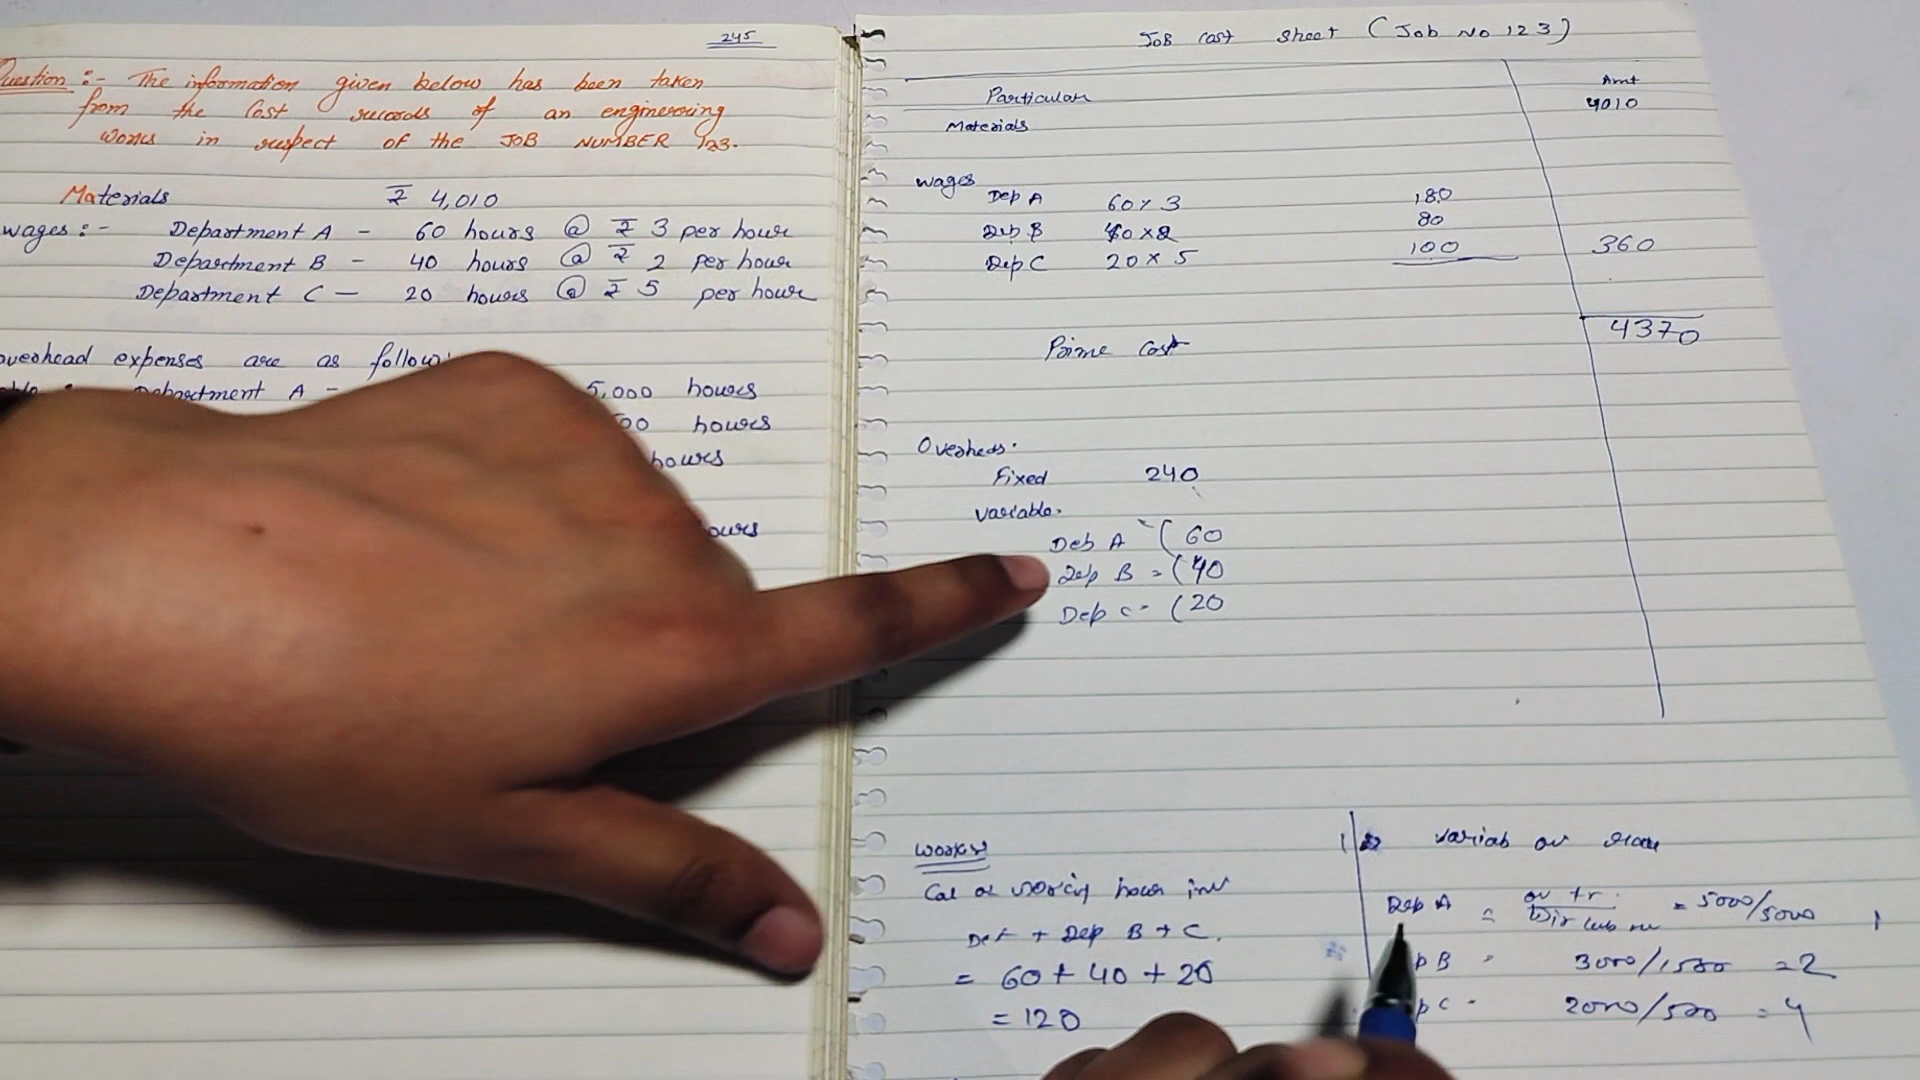 245
Question :- The information given below has been taken
from the Cost records of an engineering
works in respect of the JOB NUMBER 123.
Materials ₹ 4,010
Wages :- Department A - 60 hours @ ₹ 3 per hour
Department B - 40 hours @ ₹ 2 per hour
Department C - 20 hours @ ₹ 5 per hour
overhead expenses are as
Department A - 5,000 hours
hours
hours
JOB Cost Sheet (Job No 123)
Particular Amt
4010
Materials
Wages
Dep A 60 x 3 180
Dep B 40 x 2 80
Dep C 20 x 5 100 360
Prime Cost 4370
Fixed 240
Variable.
Deb A (60
Dep B = (40
Dep C - (20
hour
+ Dep B + C.
= 60 + 40 + 20
= 120
Dep A = = 5000/5000 1
B 3000/1500 = 2
C - 2000/500 = 4